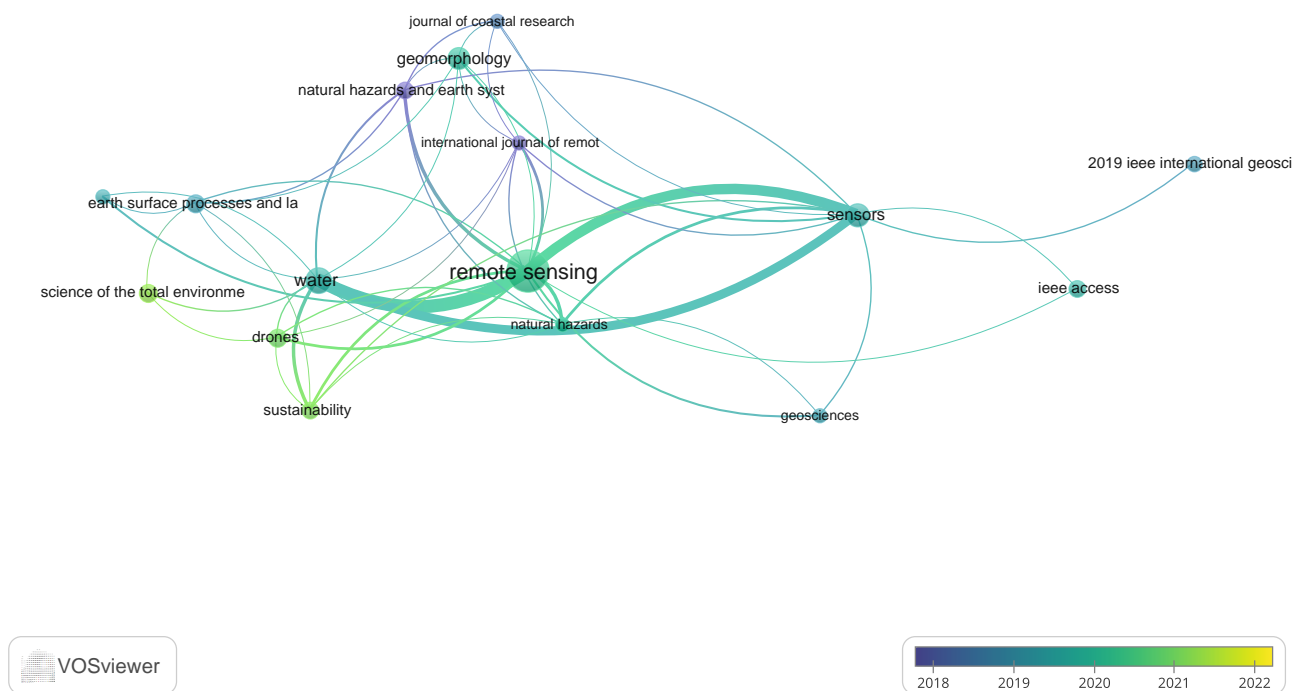 journal of coastal research
geomorphology
natural hazards and earth syst
international journal of remot
2019 ieee international geosci
earth surface processes and la
sensors
remote sensing
water
science of the total environme
ieee access
natural hazards
drones
sustainability
geosciences
VOSviewer
2018 2019 2020 2021 2022